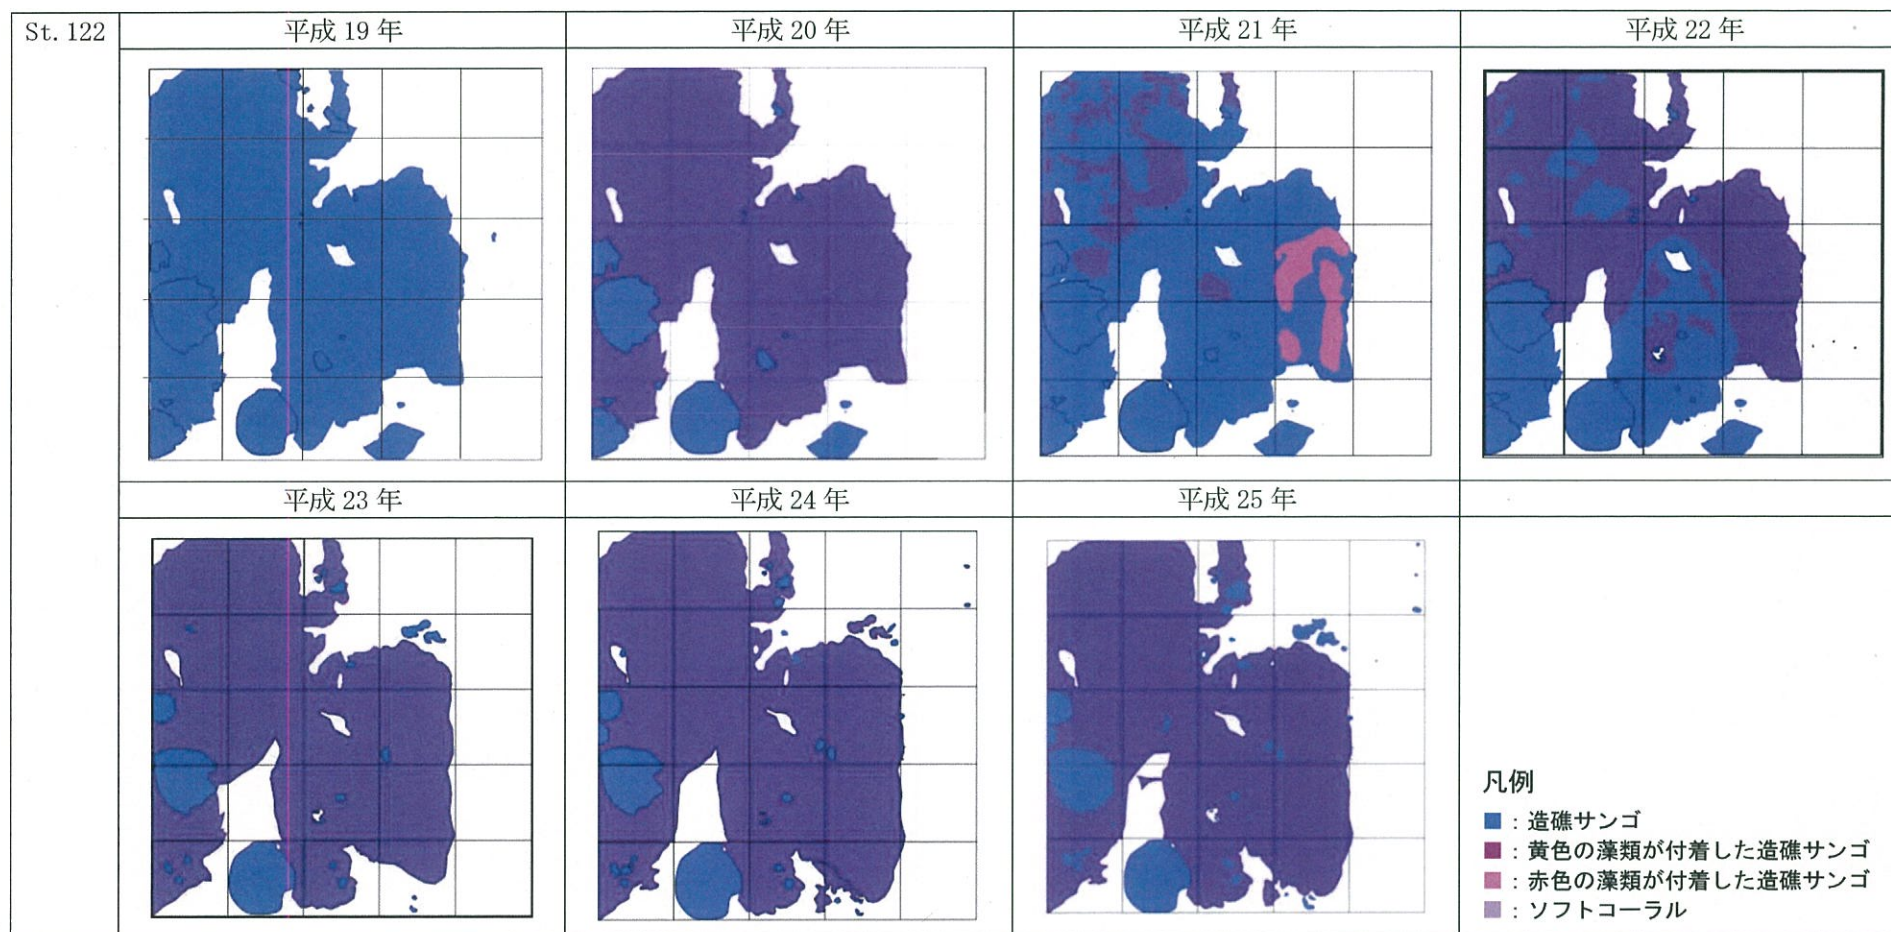 St. 122
平成 19 年
平成 20 年
平成 21 年
平成 22 年
平成 23 年
平成 24 年
平成 25 年
凡例
：造礁サンゴ
：黄色の藻類が付着した造礁サンゴ
：赤色の藻類が付着した造礁サンゴ
：ソフトコーラル